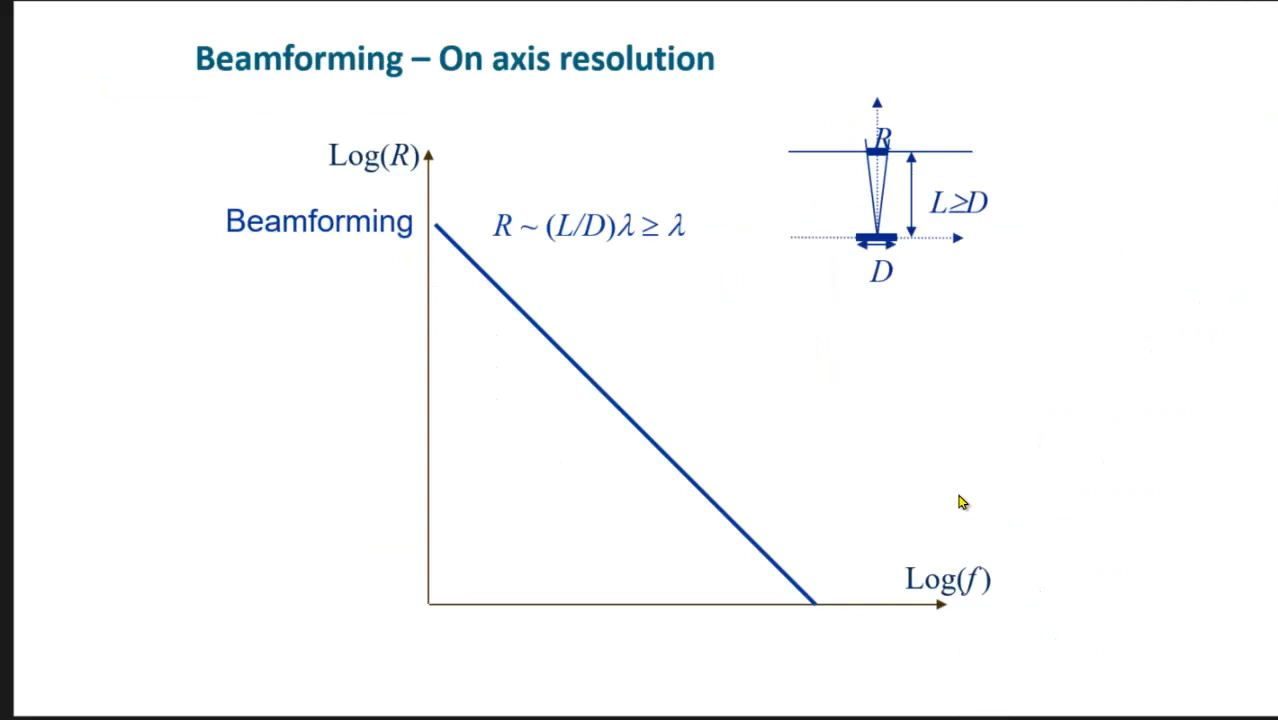 Beamforming – On axis resolution
Log(R)
Beamforming
R ~ (L/D)λ ≥ λ
R
L≥D
D
Log(f)